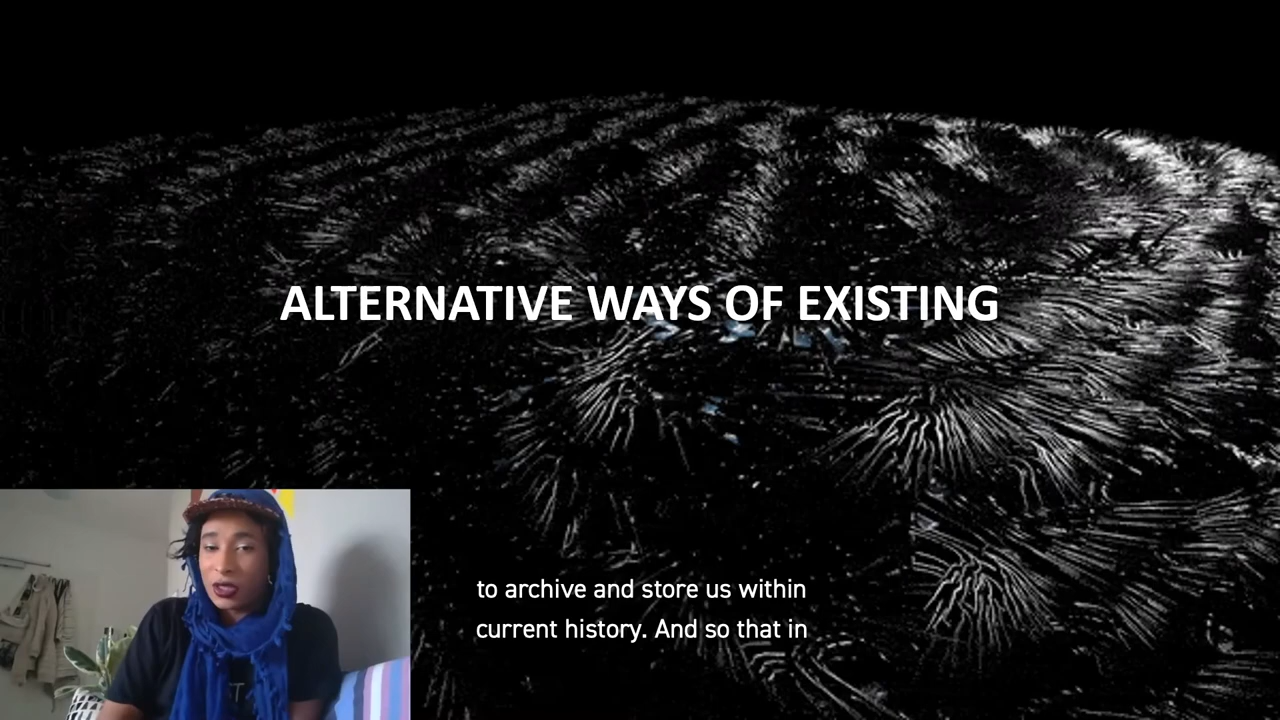 ALTERNATIVE WAYS OF EXISTING
to archive and store us within
current history. And so that in